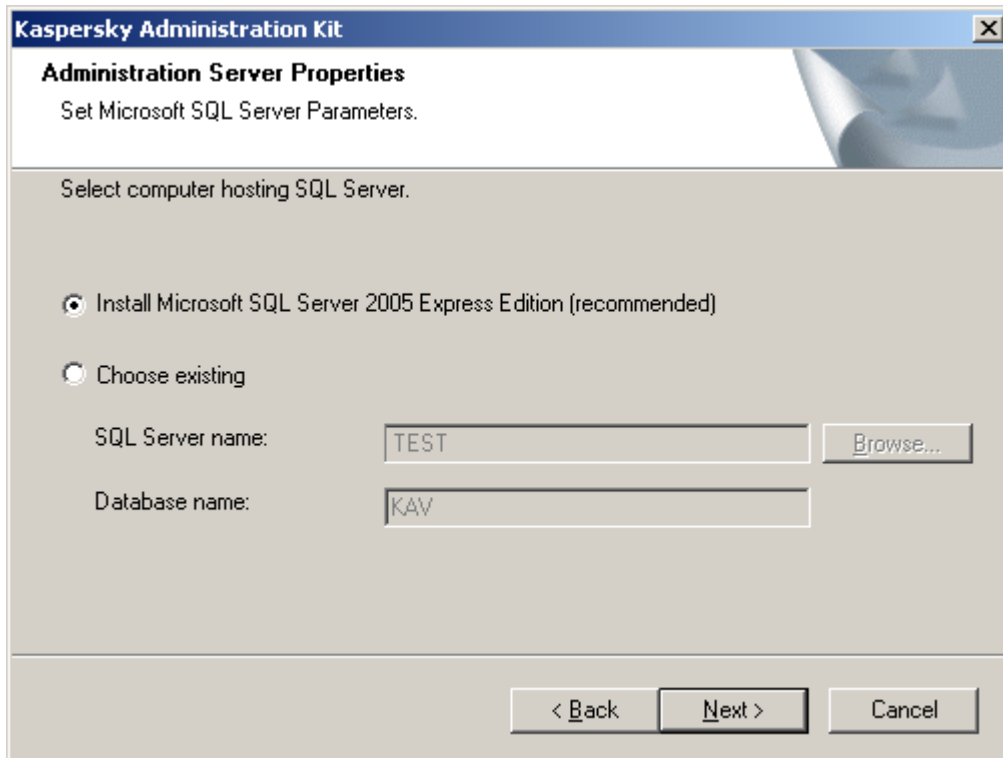 Kaspersky Administration Kit
Administration Server Properties
Set Microsoft SQL Server Parameters.
Select computer hosting SQL Server.
Install Microsoft SQL Server 2005 Express Edition (recommended)
Choose existing
SQL Server name: TEST Browse...
Database name: KAV
< Back Next > Cancel